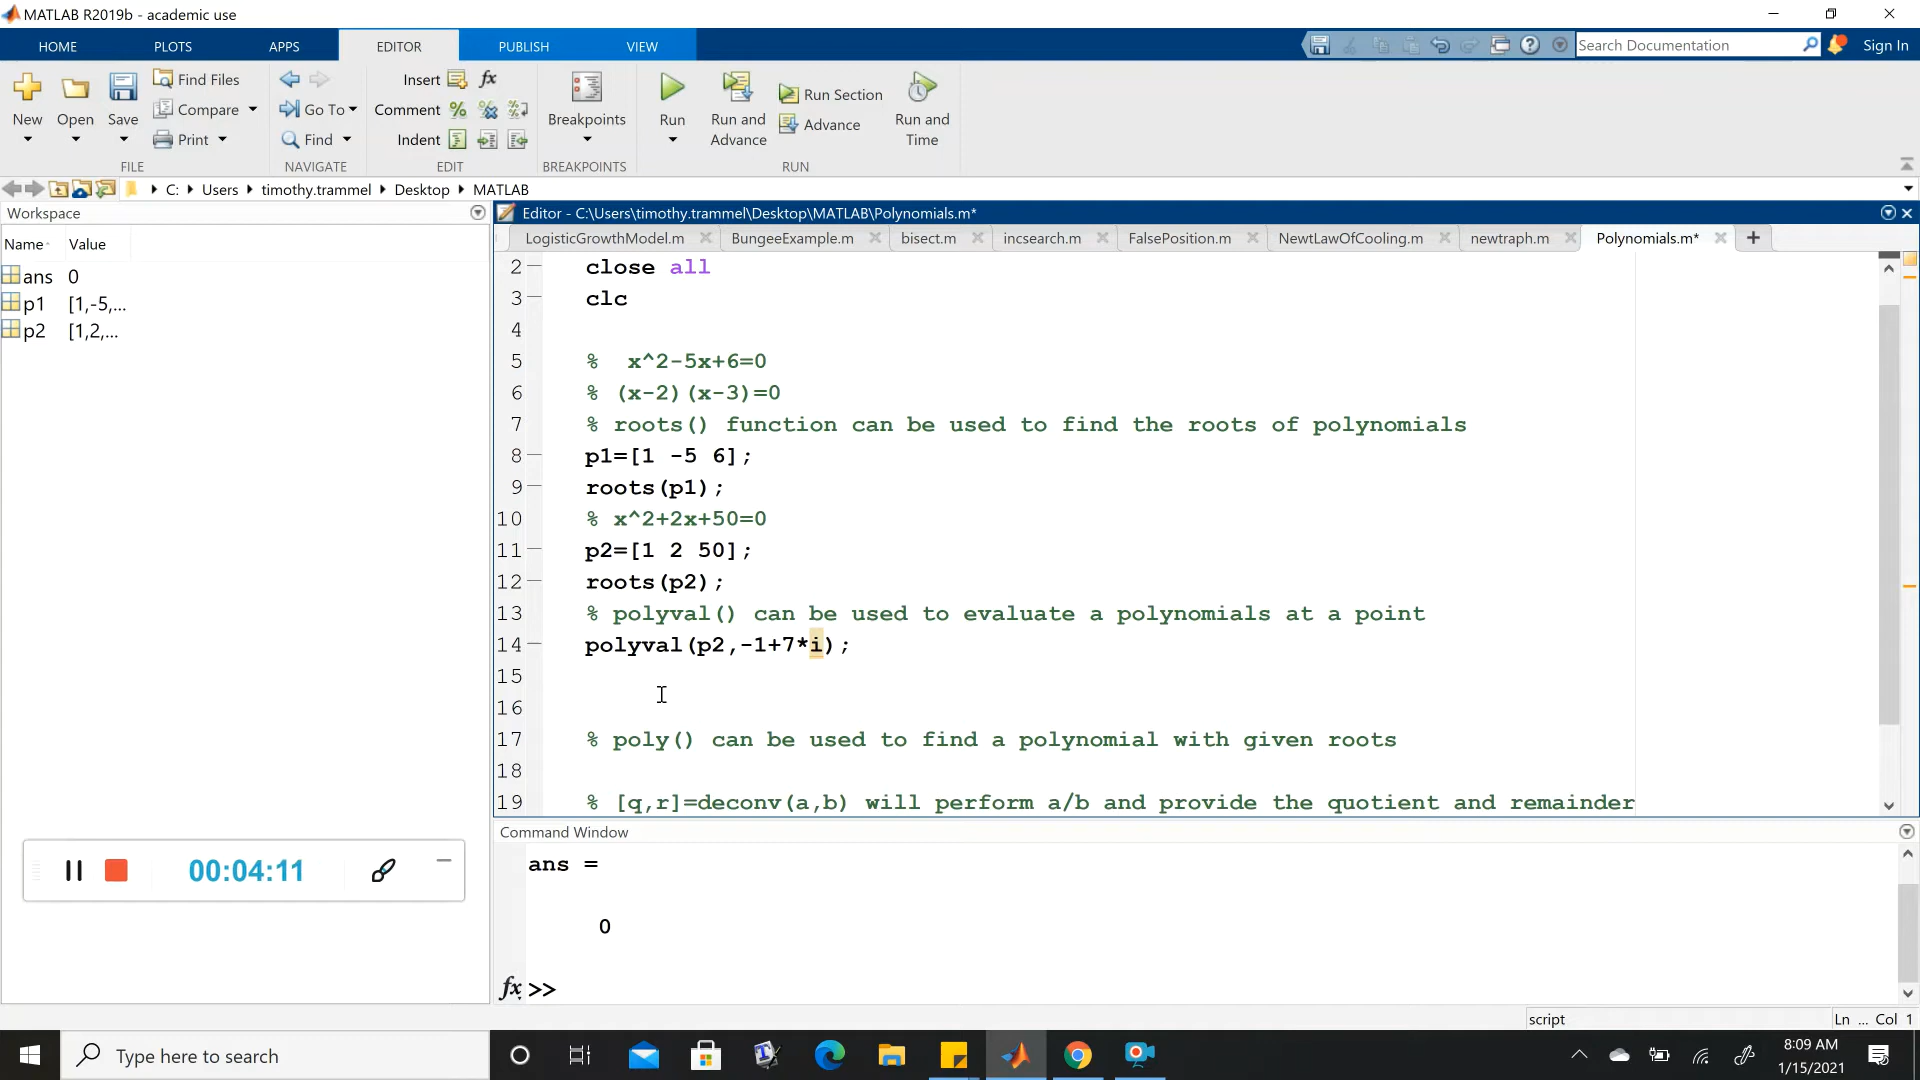 MATLAB R2019b - academic use
HOME PLOTS APPS EDITOR PUBLISH VIEW
Search Documentation
Sign In
New
Open
Save
Find Files
Compare
Print
FILE
Go To
Find
NAVIGATE
Insert fx
Comment
Indent
EDIT
Breakpoints
BREAKPOINTS
Run
Run and Advance
Run Section
Advance
Run and Time
RUN
C: Users timothy.trammel Desktop MATLAB
Workspace
Name Value
ans 0
p1 [1,-5,...
p2 [1,2,...
Editor - C:\Users\timothy.trammel\Desktop\MATLAB\Polynomials.m*
LogisticGrowthModel.m BungeeExample.m bisect.m incsearch.m FalsePosition.m NewtLawOfCooling.m newtraph.m Polynomials.m*
2 close all
3 clc
4
5 % x^2-5x+6=0
6 % (x-2)(x-3)=0
7 % roots() function can be used to find the roots of polynomials
8 p1=[1 -5 6];
9 roots(p1);
10 % x^2+2x+50=0
11 p2=[1 2 50];
12 roots(p2);
13 % polyval() can be used to evaluate a polynomials at a point
14 polyval(p2,-1+7*i);
15
16
17 % poly() can be used to find a polynomial with given roots
18
19 % [q,r]=deconv(a,b) will perform a/b and provide the quotient and remainder
Command Window
ans =
0
fx >>
00:04:11
script Ln ... Col 1
Type here to search
8:09 AM
1/15/2021